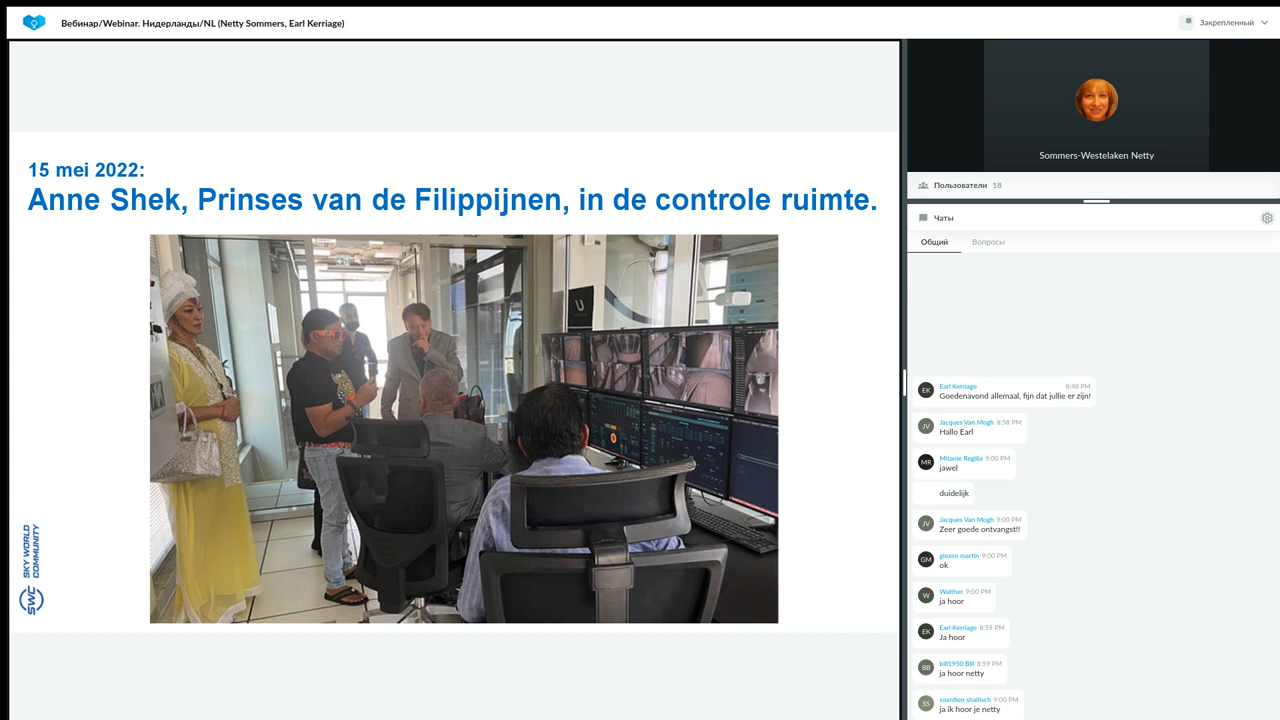 Вебинар/Webinar. Нидерланды/NL (Netty Sommers, Earl Kerriage)
Закрепленный
15 mei 2022:
Anne Shek, Prinses van de Filippijnen, in de controle ruimte.
SKY WORLD
COMMUNITY
SWC
Sommers-Westelaken Netty
Пользователи 18
Чаты
Общий Вопросы
EK
Earl Kerriage 8:48 PM
Goedenavond allemaal, fijn dat jullie er zijn!
JV
Jacques Van Mogh 8:58 PM
Hallo Earl
MR
Mitanie Regilia 9:00 PM
jawel
duidelijk
JV
Jacques Van Mogh 9:00 PM
Zeer goede ontvangst!!
GM
giezen martin 9:00 PM
ok
W
Walther 9:00 PM
ja hoor
EK
Earl Kerriage 8:59 PM
Ja hoor
BB
bill1950 Bill 8:59 PM
ja hoor netty
SS
soerdien shailisch 9:00 PM
ja ik hoor je netty